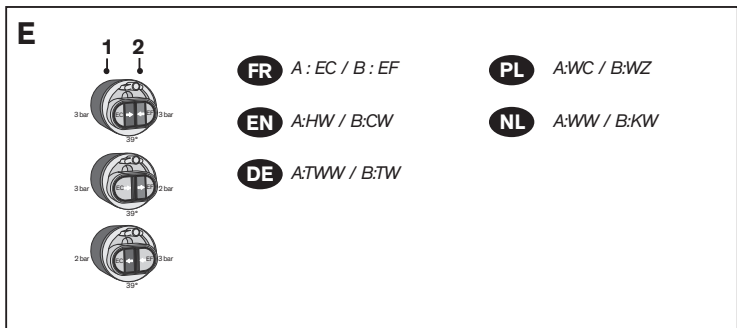 E
1 2
3 bar EC EF 3 bar
39°
3 bar EC EF 2 bar
39°
2 bar EC EF 3 bar
39°
FR A : EC / B : EF
EN A:HW / B:CW
DE A:TWW / B:TW
PL A:WC / B:WZ
NL A:WW / B:KW